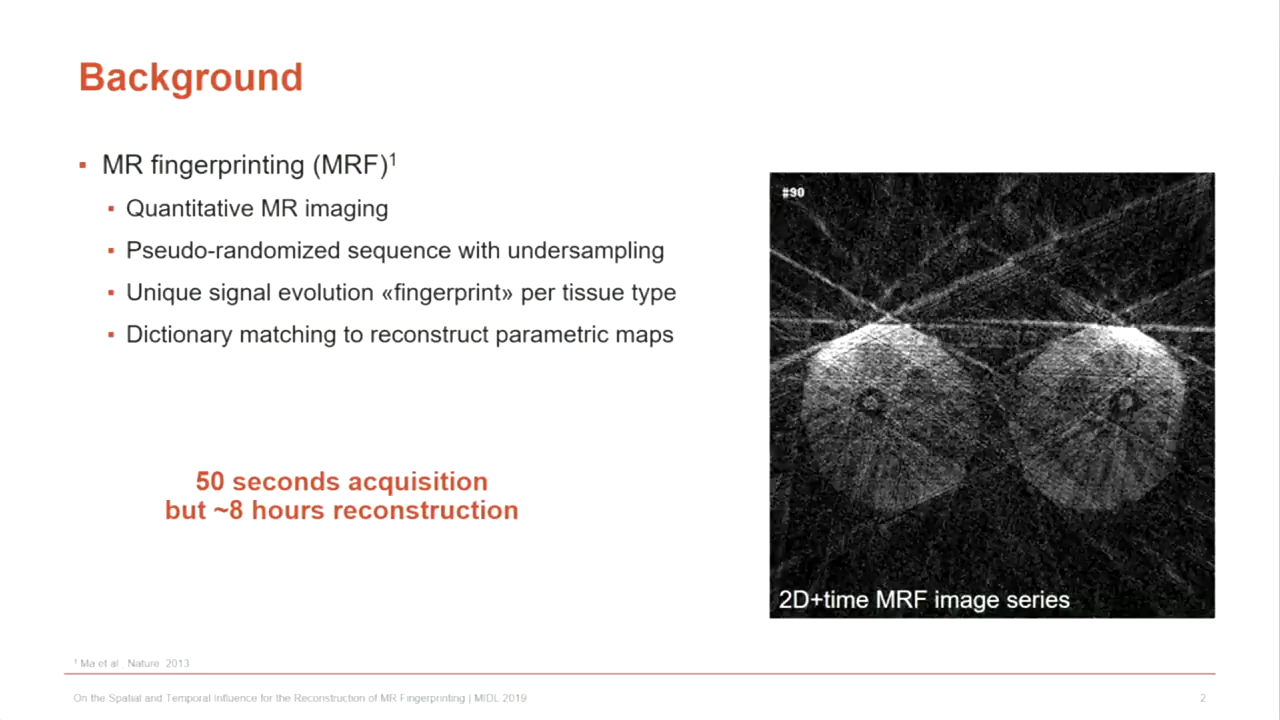 Background
▪ MR fingerprinting (MRF)¹
▪ Quantitative MR imaging
▪ Pseudo-randomized sequence with undersampling
▪ Unique signal evolution «fingerprint» per tissue type
▪ Dictionary matching to reconstruct parametric maps
50 seconds acquisition
but ~8 hours reconstruction
#90
2D+time MRF image series
¹ Ma et al., Nature, 2013
On the Spatial and Temporal Influence for the Reconstruction of MR Fingerprinting | MIDL 2019
2